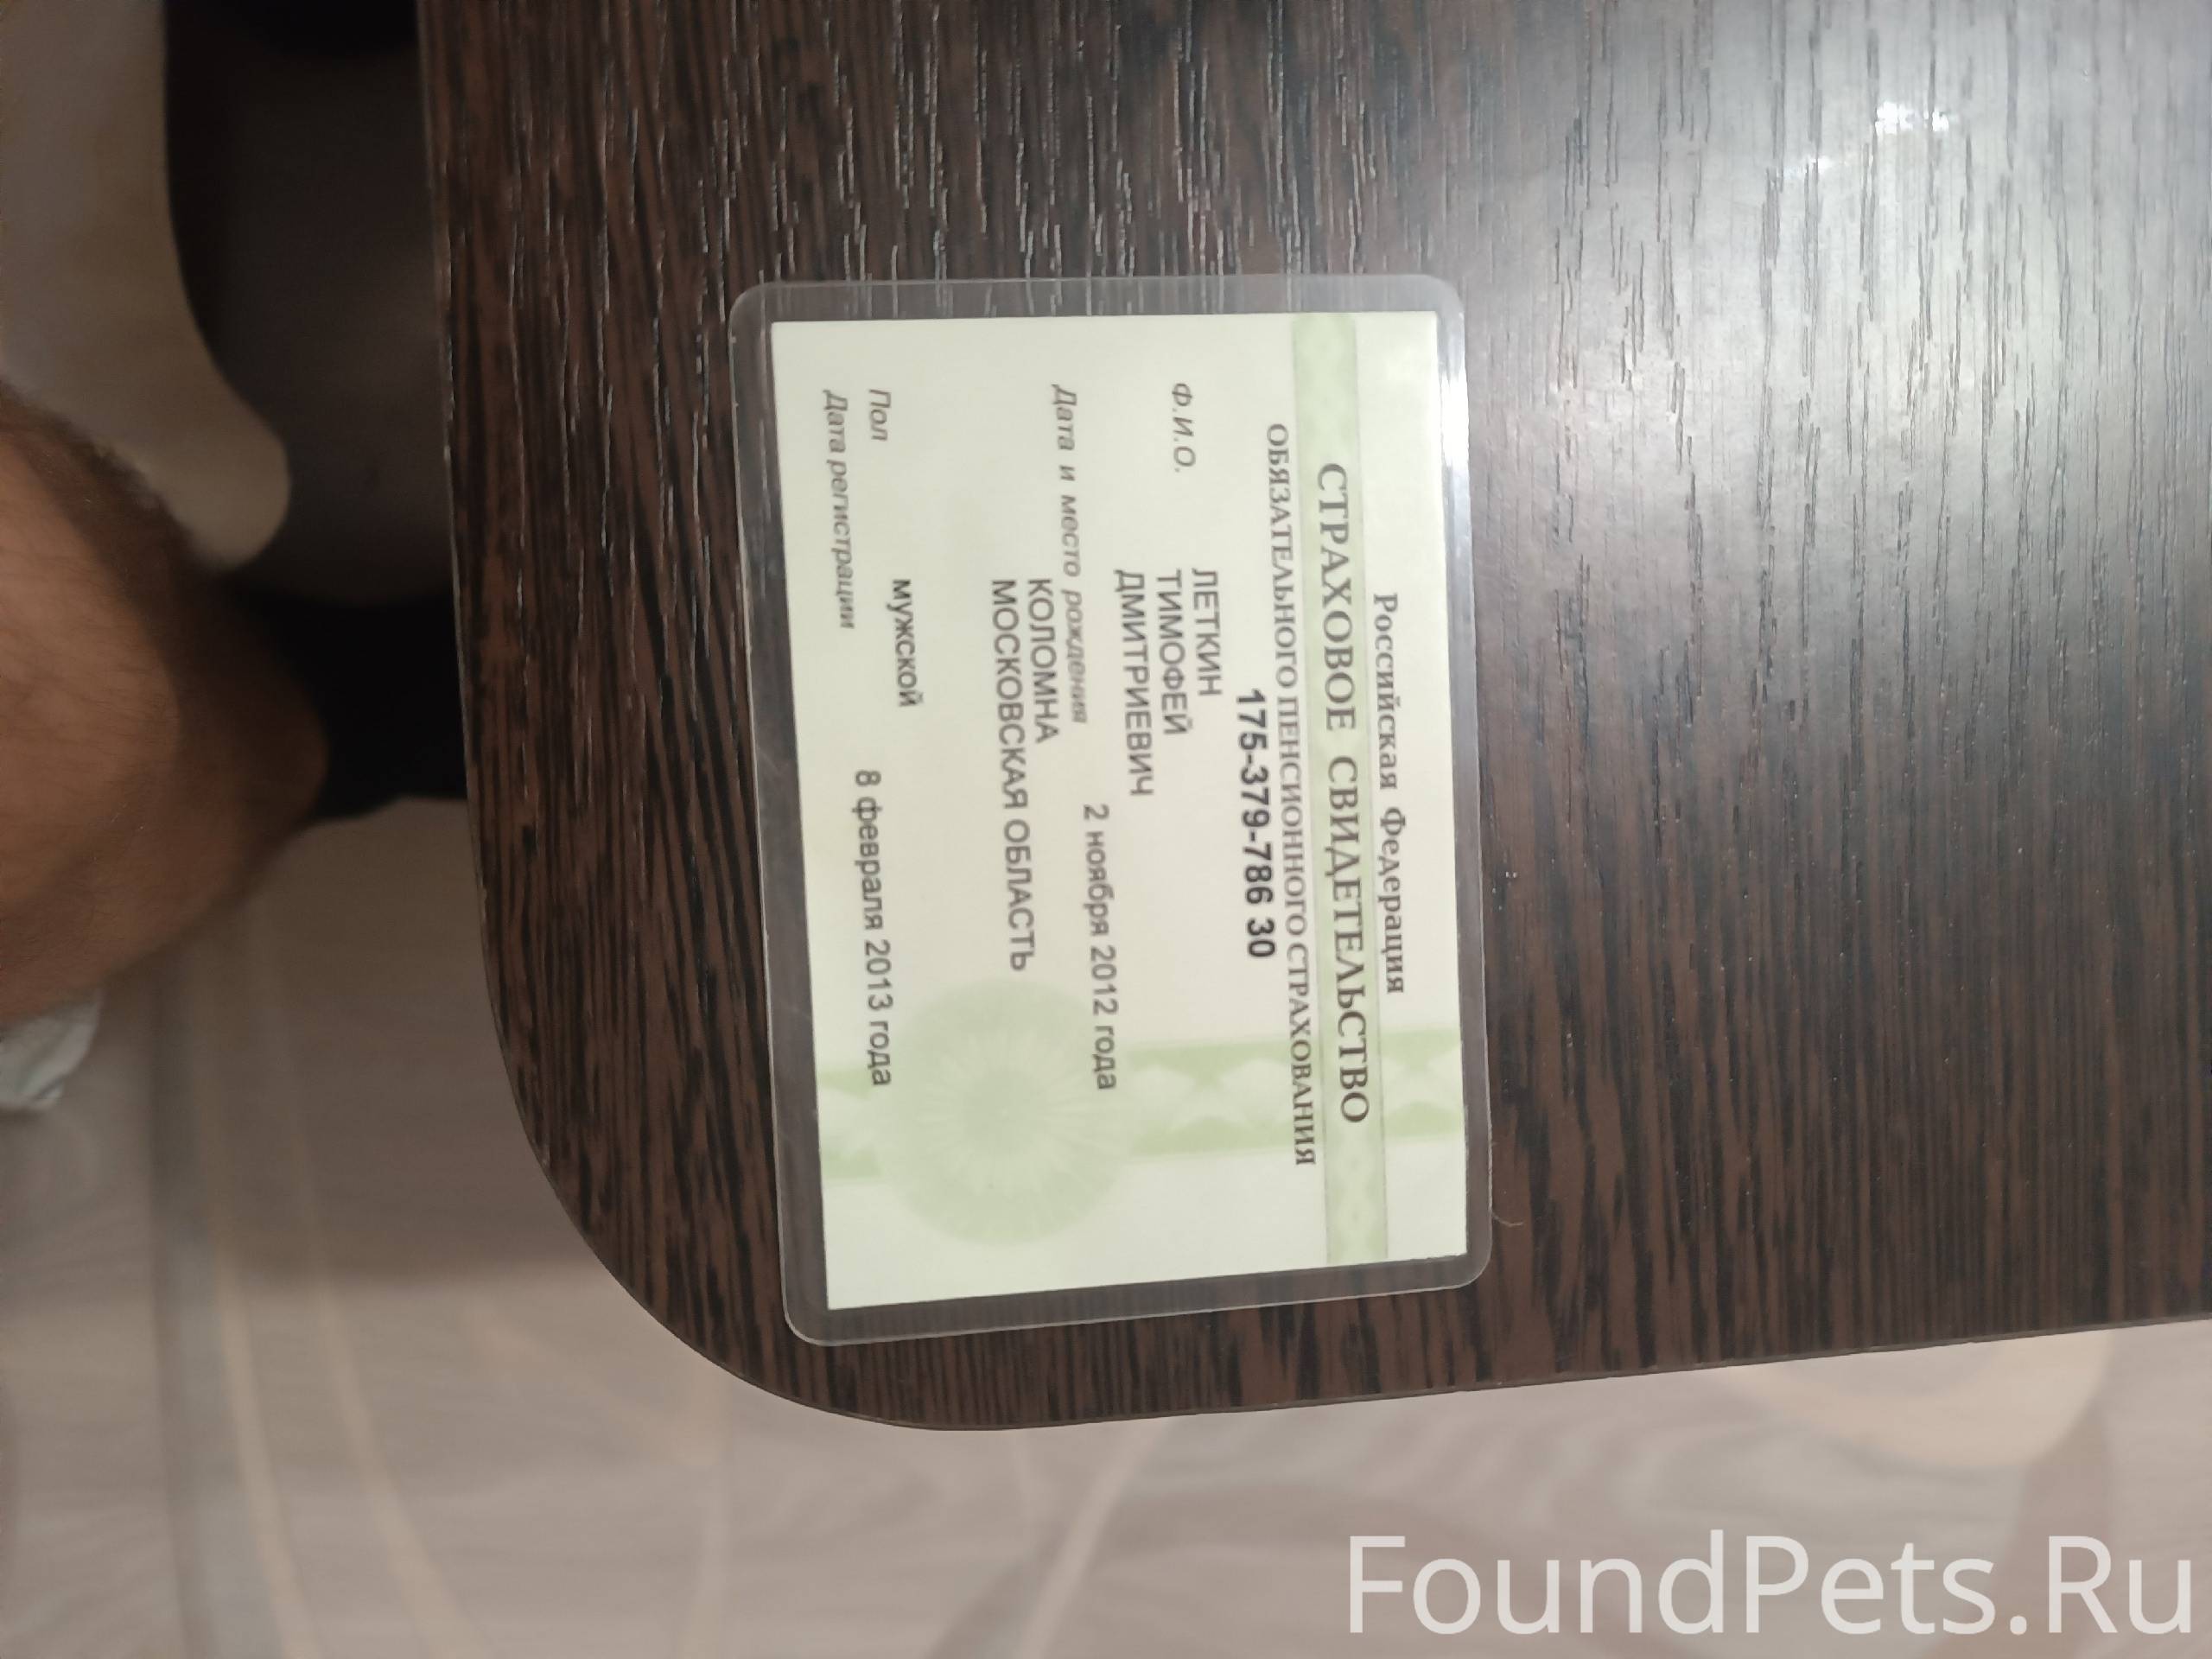 Российская Федерация
СТРАХОВОЕ СВИДЕТЕЛЬСТВО
ОБЯЗАТЕЛЬНОГО ПЕНСИОННОГО СТРАХОВАНИЯ
175-379-786 30
Ф.И.О.
ЛЕТКИН
ТИМОФЕЙ
ДМИТРИЕВИЧ
Дата и место рождения 2 ноября 2012 года
КОЛОМНА
МОСКОВСКАЯ ОБЛАСТЬ
Пол мужской
Дата регистрации 8 февраля 2013 года
FoundPets.Ru